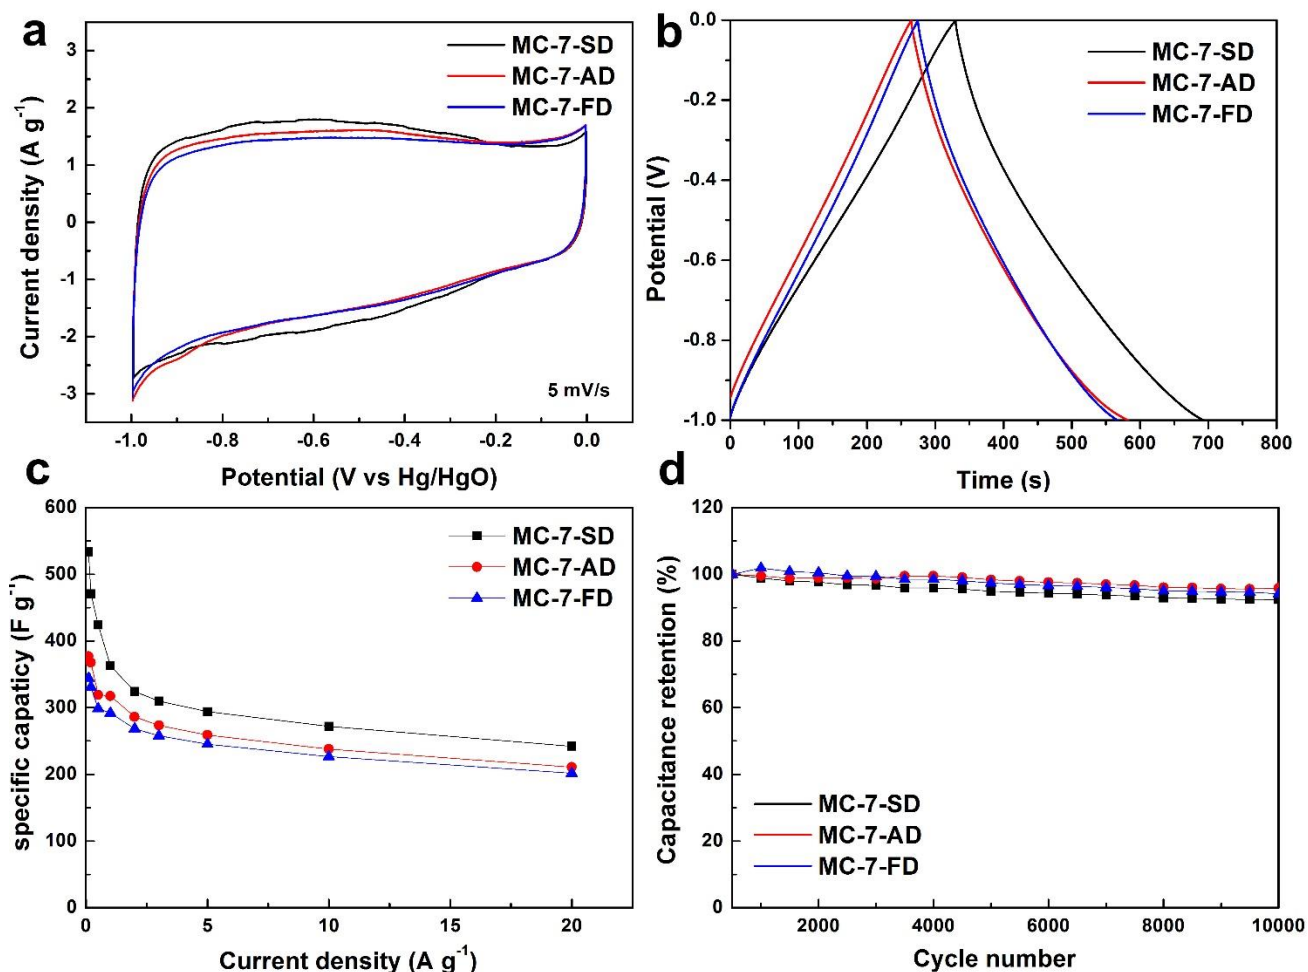 a
MC-7-SD
MC-7-AD
MC-7-FD
3
2
1
0
-1
-2
-3
Current density (A g⁻¹)
5 mV/s
-1.0 -0.8 -0.6 -0.4 -0.2 0.0
Potential (V vs Hg/HgO)
b
MC-7-SD
MC-7-AD
MC-7-FD
0.0
-0.2
-0.4
-0.6
-0.8
-1.0
Potential (V)
0 100 200 300 400 500 600 700 800
Time (s)
c
MC-7-SD
MC-7-AD
MC-7-FD
600
500
400
300
200
100
0
specific capaticy (F g⁻¹)
0 5 10 15 20
Current density (A g⁻¹)
d
120
100
80
60
40
20
0
Capacitance retention (%)
MC-7-SD
MC-7-AD
MC-7-FD
2000 4000 6000 8000 10000
Cycle number